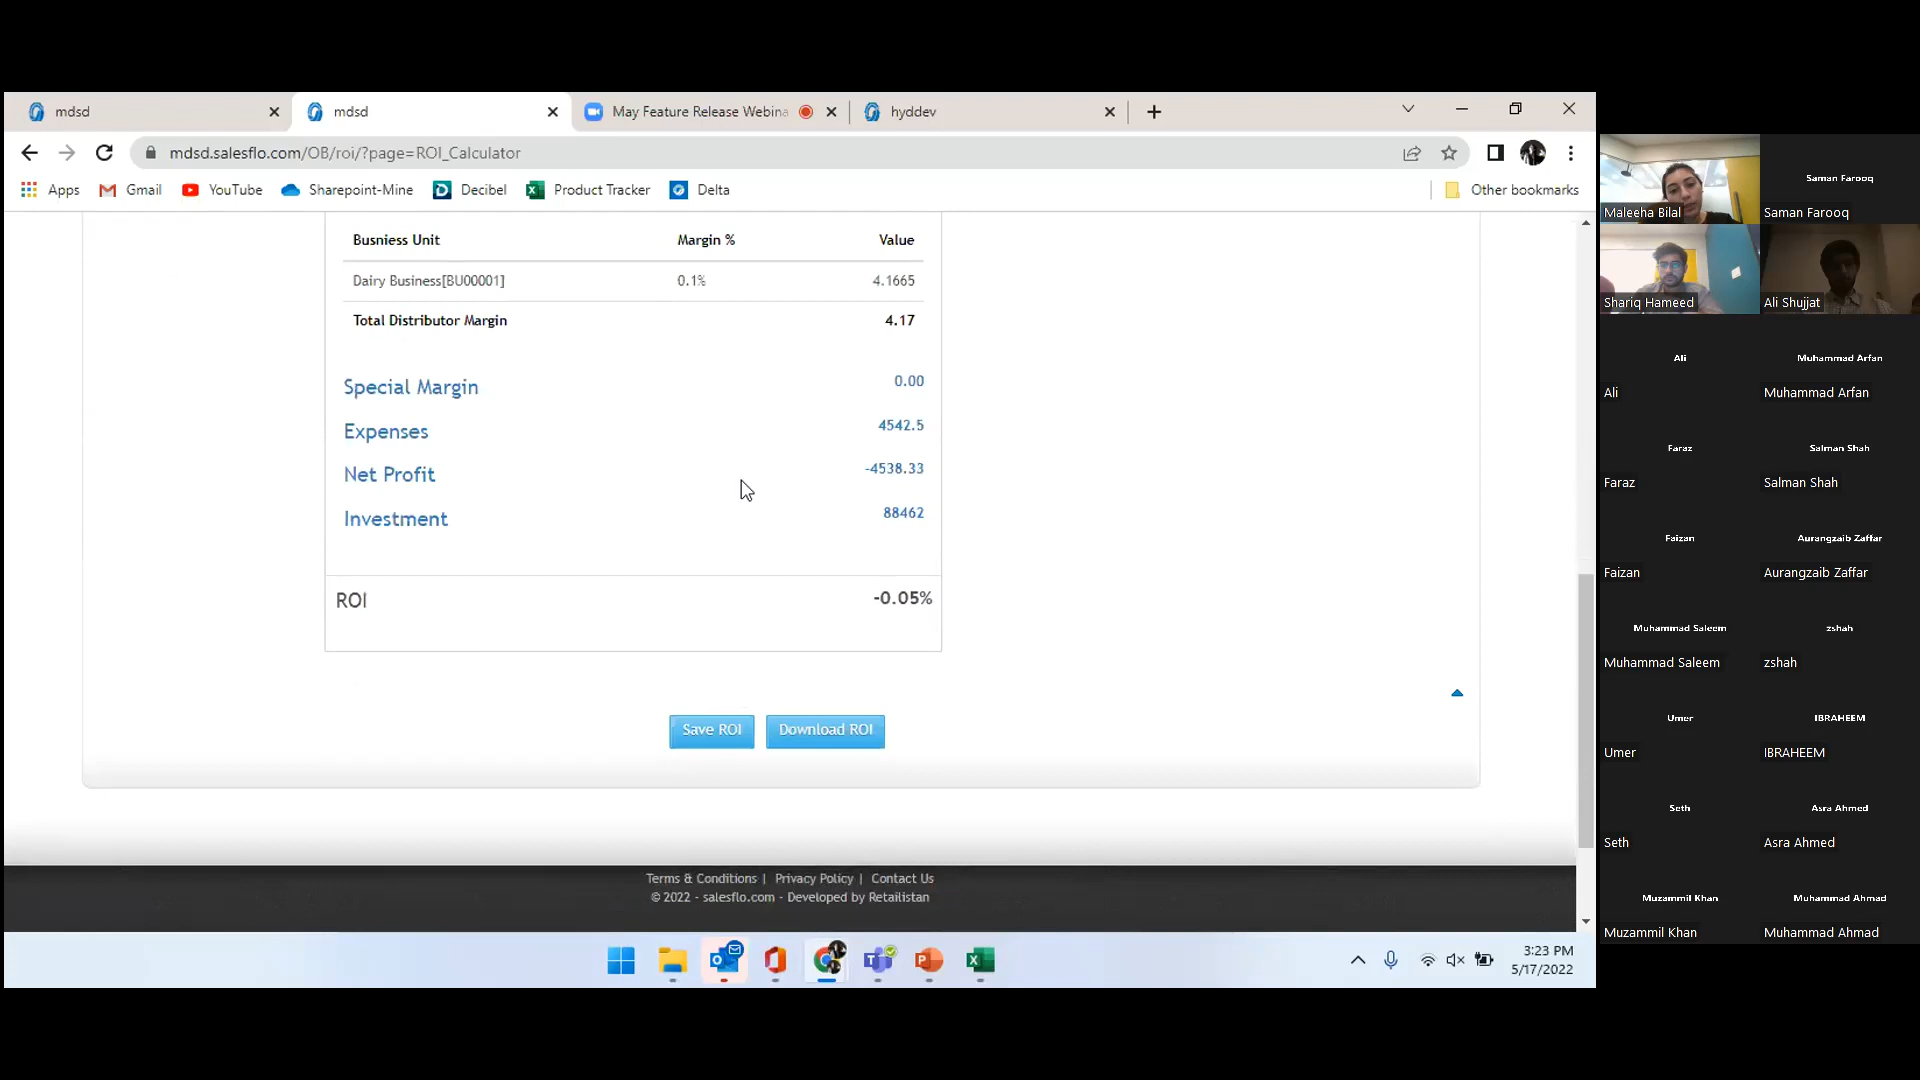 mdsd
mdsd
May Feature Release Webina
hyddev
mdsd.salesflo.com/OB/roi/?page=ROI_Calculator
Apps
Gmail
YouTube
Sharepoint-Mine
Decibel
Product Tracker
Delta
Other bookmarks
Busniess Unit Margin % Value
Dairy Business[BU00001] 0.1% 4.1665
Total Distributor Margin 4.17
Special Margin 0.00
Expenses 4542.5
Net Profit -4538.33
Investment 88462
ROI -0.05%
Save ROI
Download ROI
Terms & Conditions | Privacy Policy | Contact Us
© 2022 - salesflo.com - Developed by Retailistan
3:23 PM
5/17/2022
Maleeha Bilal
Saman Farooq
Saman Farooq
Shariq Hameed
Ali Shujjat
Ali
Ali
Muhammad Arfan
Muhammad Arfan
Faraz
Faraz
Salman Shah
Salman Shah
Faizan
Faizan
Aurangzaib Zaffar
Aurangzaib Zaffar
Muhammad Saleem
Muhammad Saleem
zshah
zshah
Umer
Umer
IBRAHEEM
IBRAHEEM
Seth
Seth
Asra Ahmed
Asra Ahmed
Muzammil Khan
Muzammil Khan
Muhammad Ahmad
Muhammad Ahmad